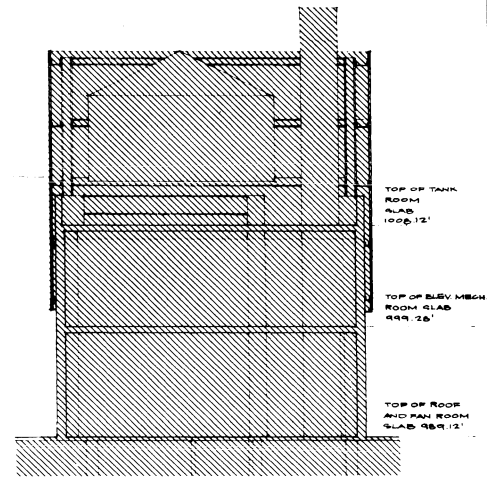 TOP OF TANK
ROOM
SLAB
1008.12'
TOP OF ELEV. MECH.
ROOM SLAB
999.28'
TOP OF ROOF
AND FAN ROOM
SLAB 989.12'